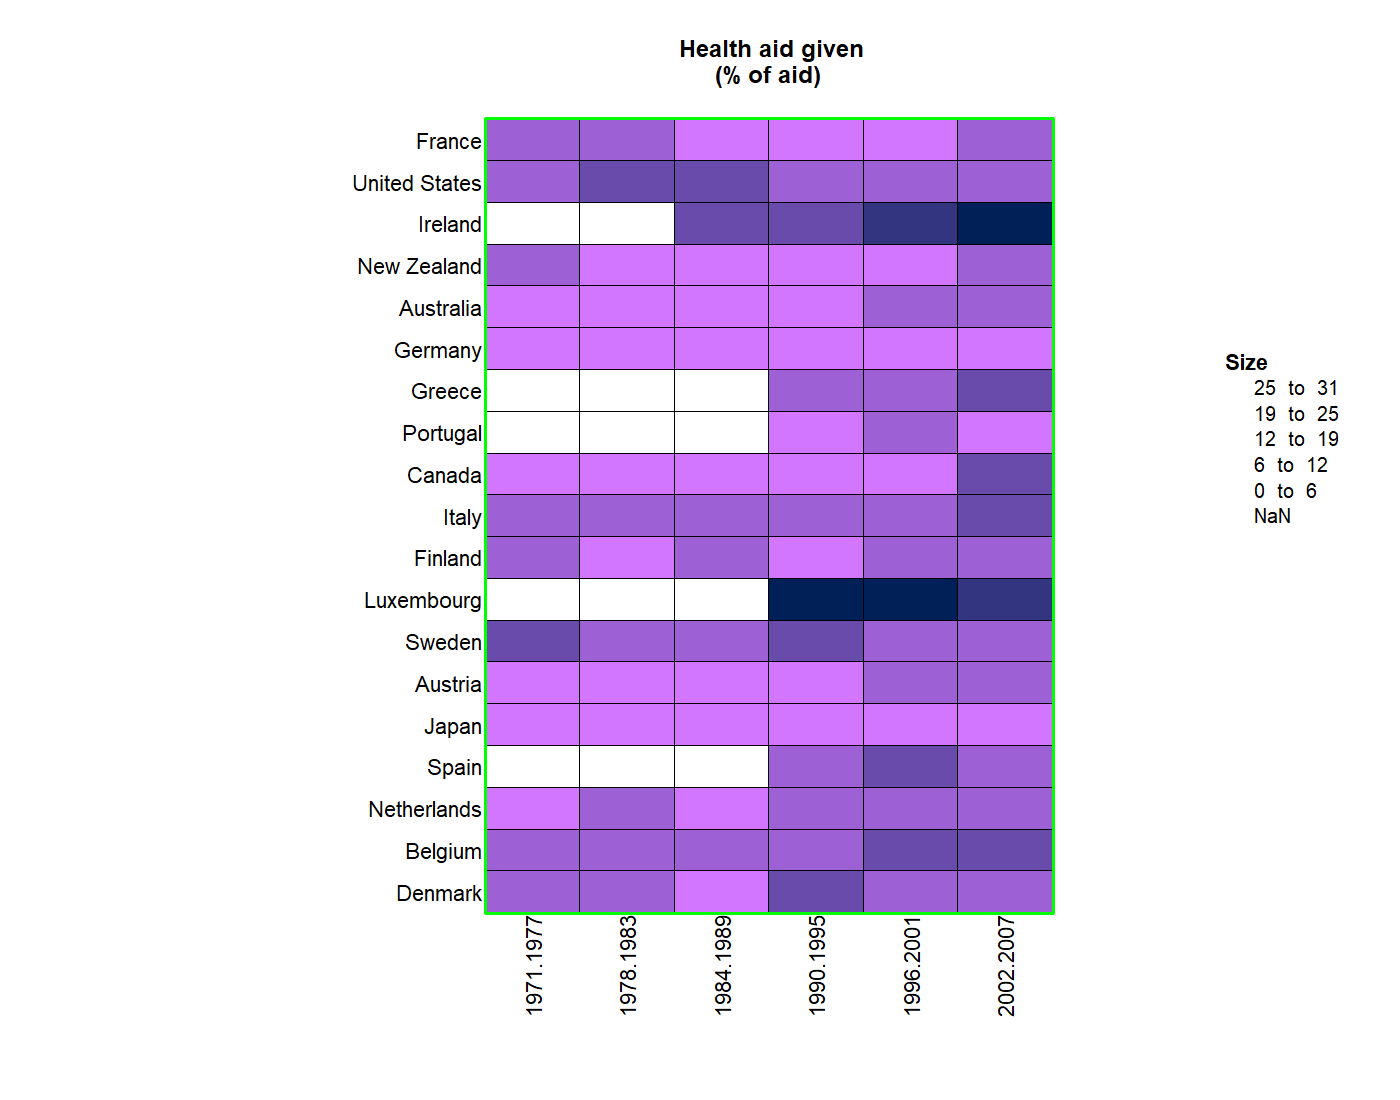 Health aid given
(% of aid)
France
United States
Ireland
New Zealand
Australia
Germany
Greece
Portugal
Canada
Italy
Finland
Luxembourg
Sweden
Austria
Japan
Spain
Netherlands
Belgium
Denmark
1971.1977
1978.1983
1984.1989
1990.1995
1996.2001
2002.2007
Size
25 to 31
19 to 25
12 to 19
6 to 12
0 to 6
NaN